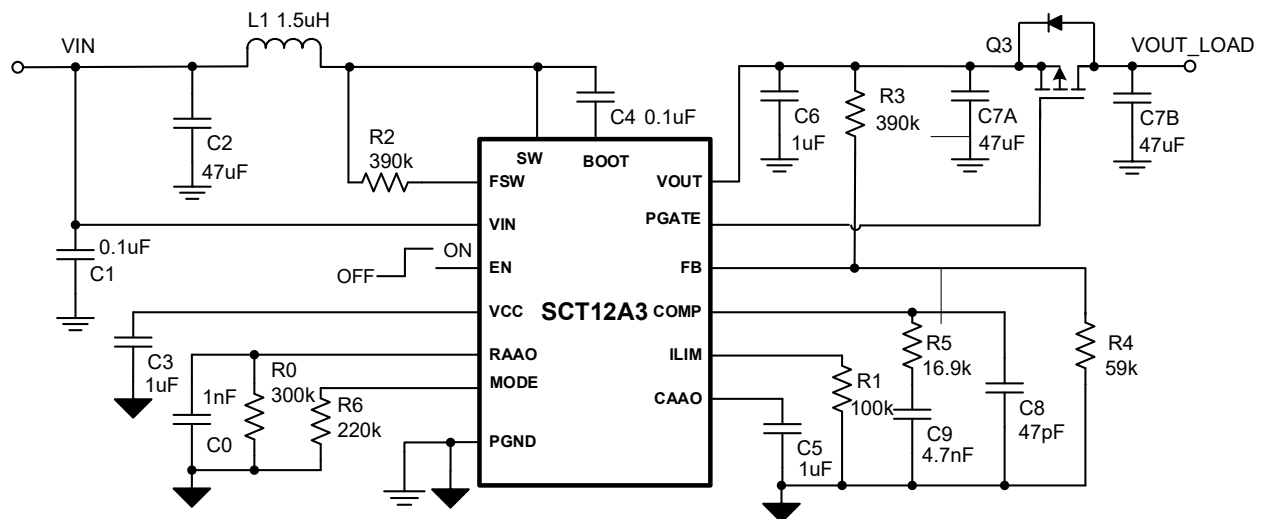 L1 1.5uH
VIN
Q3
VOUT_LOAD
C2
47uF
R2
390k
C4 0.1uF
C6
1uF
R3
390k
C7A
47uF
C7B
47uF
SW
BOOT
FSW
VOUT
VIN
PGATE
0.1uF
C1
OFF
ON
EN
FB
VCC
SCT12A3
COMP
C3
1uF
RAAO
ILIM
R5
16.9k
R4
59k
1nF
C0
R0
300k
MODE
R6
220k
CAAO
R1
100k
C9
4.7nF
C8
47pF
PGND
C5
1uF